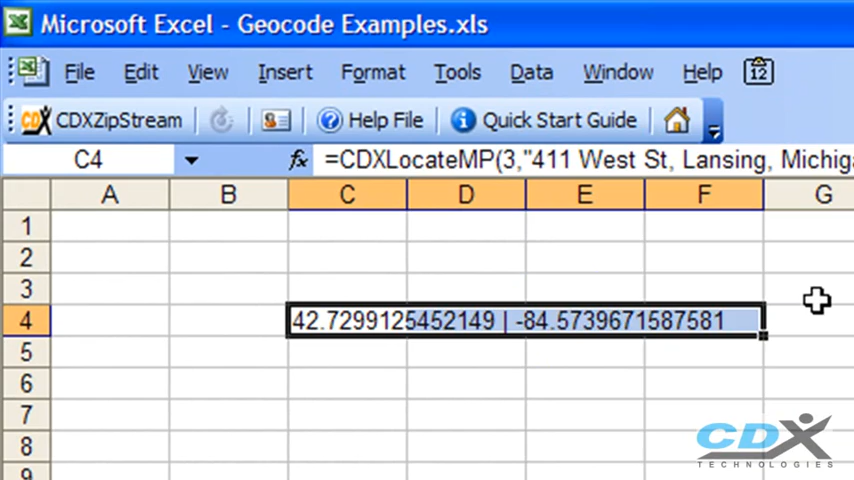 Microsoft Excel - Geocode Examples.xls
File Edit View Insert Format Tools Data Window Help 12
CDX CDXZipStream ? Help File i Quick Start Guide
C4 fx =CDXLocateMP(3,"411 West St, Lansing, Michiga
A B C D E F G
1
2
3
4 42.7299125452149 | -84.5739671587581
5
6
7
8
9
CDX
TECHNOLOGIES